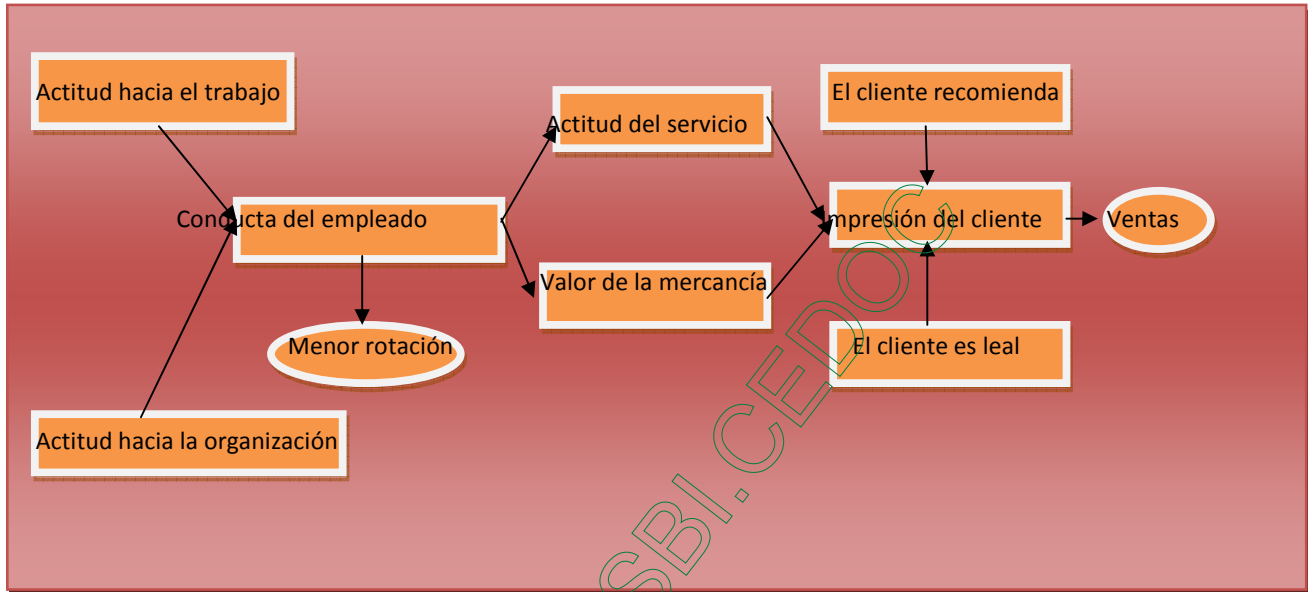 Actitud hacia el trabajo
El cliente recomienda
Actitud del servicio
Conducta del empleado
Impresión del cliente
Ventas
Valor de la mercancía
Menor rotación
El cliente es leal
Actitud hacia la organización
SBI.CEDOC